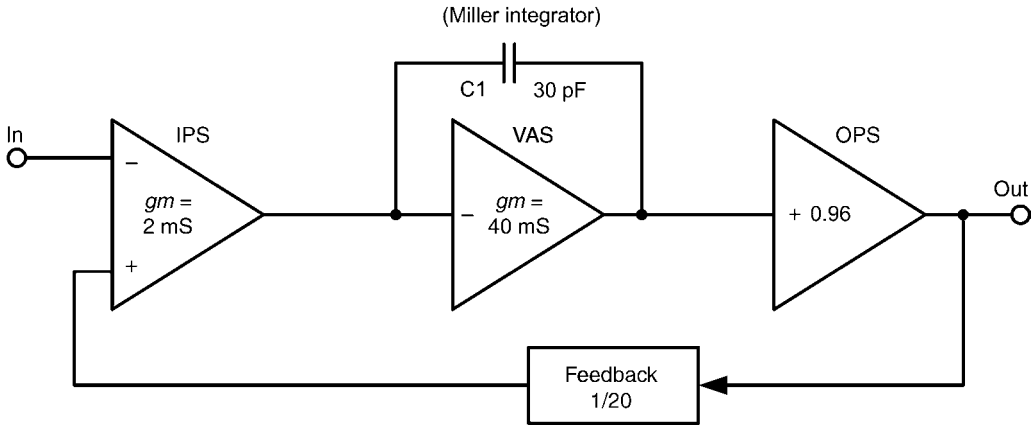 (Miller integrator)
C1 30 pF
In
IPS
VAS
OPS
Out
−
gm =
2 mS
+
−
gm =
40 mS
+ 0.96
Feedback
1/20